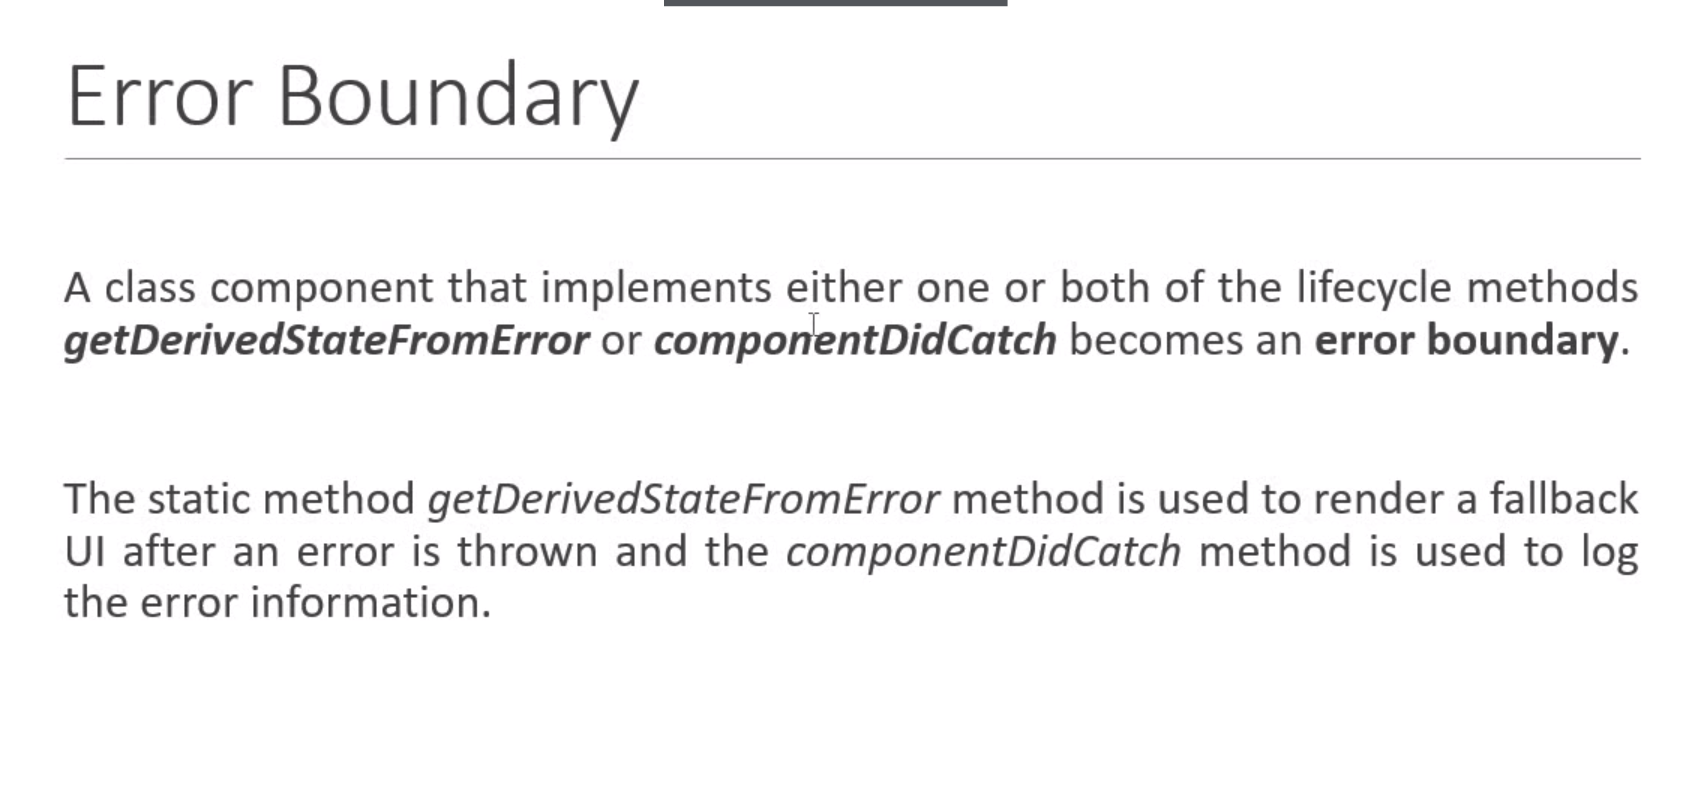 Error Boundary
A class component that implements either one or both of the lifecycle methods
getDerivedStateFromError or componentDidCatch becomes an error boundary.
The static method getDerivedStateFromError method is used to render a fallback
UI after an error is thrown and the componentDidCatch method is used to log
the error information.